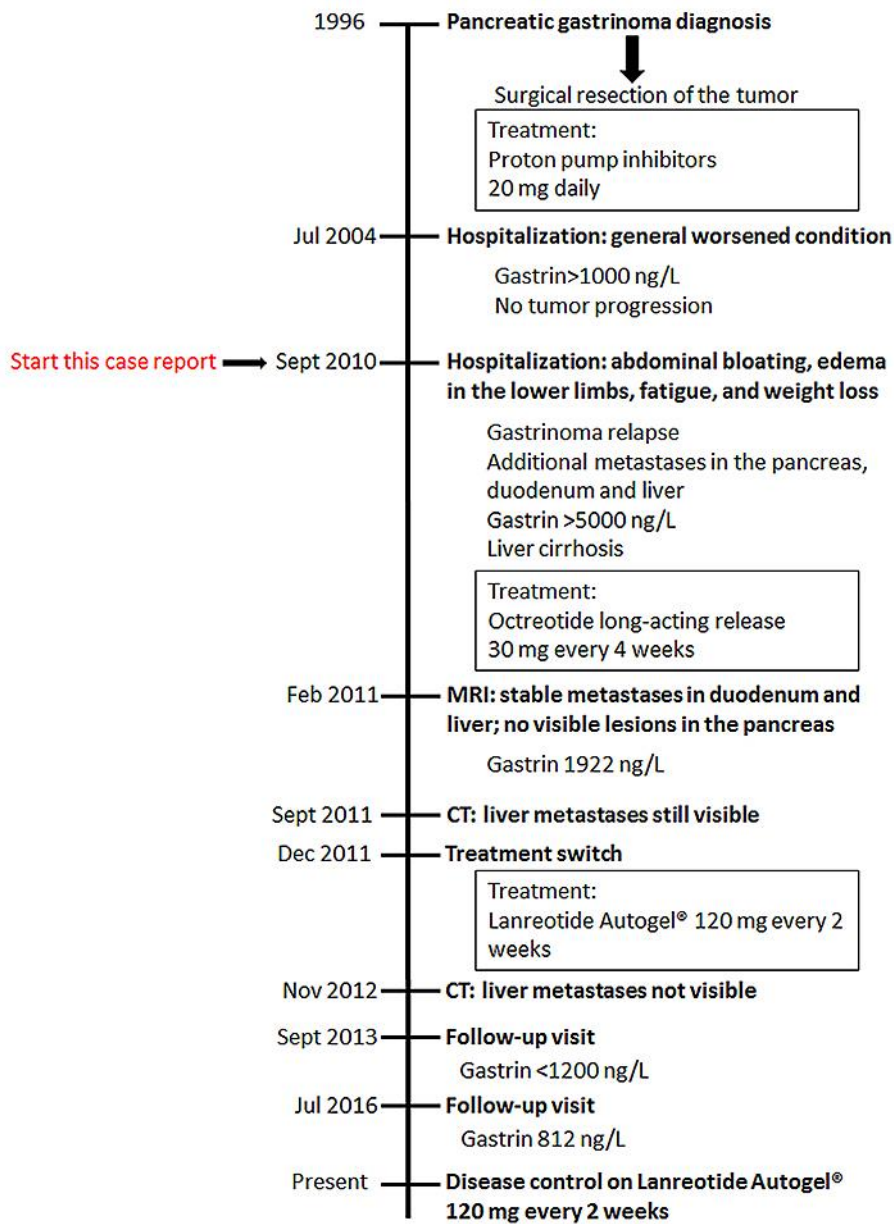 1996 Pancreatic gastrinoma diagnosis
Surgical resection of the tumor
Treatment:
Proton pump inhibitors
20 mg daily
Jul 2004 Hospitalization: general worsened condition
Gastrin>1000 ng/L
No tumor progression
Start this case report Sept 2010 Hospitalization: abdominal bloating, edema
in the lower limbs, fatigue, and weight loss
Gastrinoma relapse
Additional metastases in the pancreas,
duodenum and liver
Gastrin >5000 ng/L
Liver cirrhosis
Treatment:
Octreotide long-acting release
30 mg every 4 weeks
Feb 2011 MRI: stable metastases in duodenum and
liver; no visible lesions in the pancreas
Gastrin 1922 ng/L
Sept 2011 CT: liver metastases still visible
Dec 2011 Treatment switch
Treatment:
Lanreotide Autogel® 120 mg every 2
weeks
Nov 2012 CT: liver metastases not visible
Sept 2013 Follow-up visit
Gastrin <1200 ng/L
Jul 2016 Follow-up visit
Gastrin 812 ng/L
Present Disease control on Lanreotide Autogel®
120 mg every 2 weeks